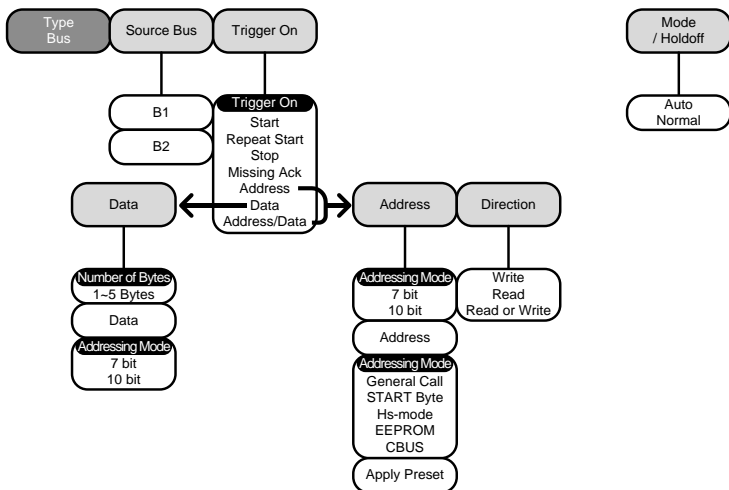 Type
Bus
Source Bus
Trigger On
Mode
/ Holdoff
B1
B2
Trigger On
Start
Repeat Start
Stop
Missing Ack
Address
Data
Address/Data
Auto
Normal
Data
Address
Direction
Number of Bytes
1~5 Bytes
Data
Addressing Mode
7 bit
10 bit
Addressing Mode
7 bit
10 bit
Address
Addressing Mode
General Call
START Byte
Hs-mode
EEPROM
CBUS
Apply Preset
Write
Read
Read or Write